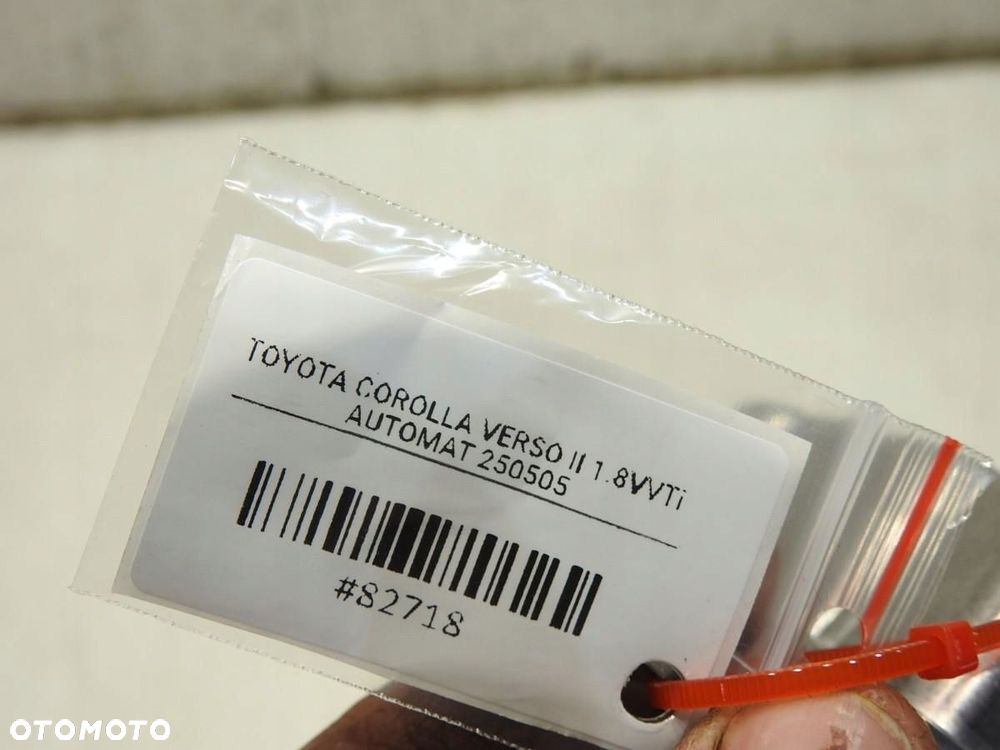 TOYOTA COROLLA VERSO II 1.8VVTi
AUTOMAT 250505
#82718
OTOMOTO